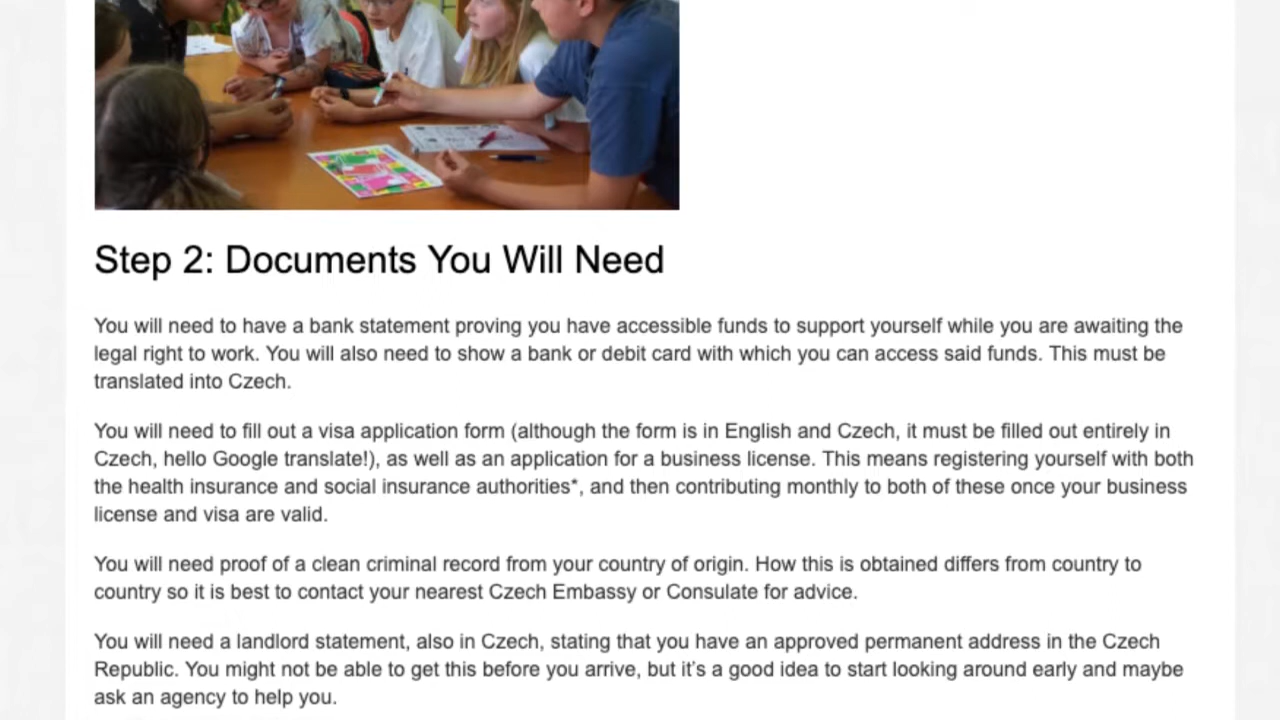 Step 2: Documents You Will Need
You will need to have a bank statement proving you have accessible funds to support yourself while you are awaiting the
legal right to work. You will also need to show a bank or debit card with which you can access said funds. This must be
translated into Czech.
You will need to fill out a visa application form (although the form is in English and Czech, it must be filled out entirely in
Czech, hello Google translate!), as well as an application for a business license. This means registering yourself with both
the health insurance and social insurance authorities*, and then contributing monthly to both of these once your business
license and visa are valid.
You will need proof of a clean criminal record from your country of origin. How this is obtained differs from country to
country so it is best to contact your nearest Czech Embassy or Consulate for advice.
You will need a landlord statement, also in Czech, stating that you have an approved permanent address in the Czech
Republic. You might not be able to get this before you arrive, but it’s a good idea to start looking around early and maybe
ask an agency to help you.